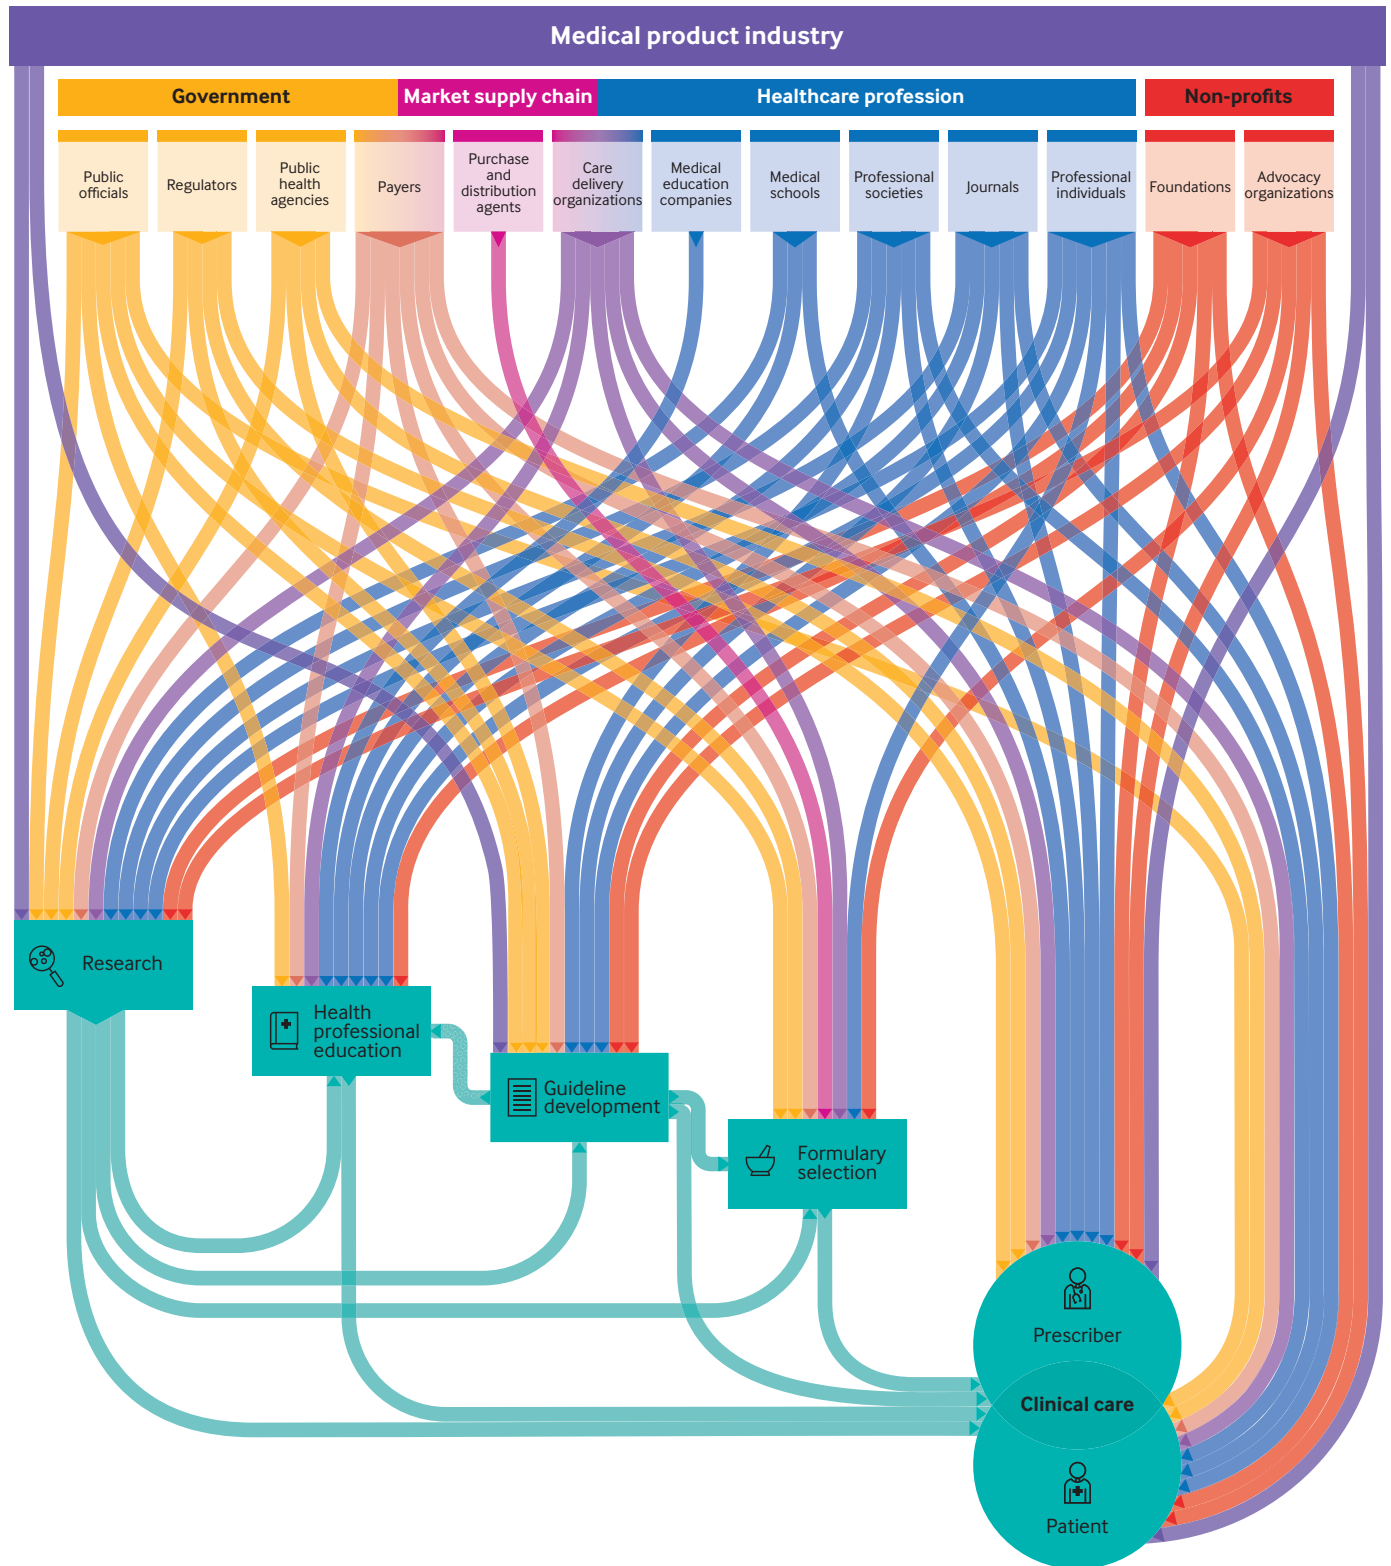 Medical product industry
Government
Market supply chain
Healthcare profession
Non-profits
Public
officials
Regulators
Public
health
agencies
Payers
Purchase
and
distribution
agents
Care
delivery
organizations
Medical
education
companies
Medical
schools
Professional
societies
Journals
Professional
individuals
Foundations
Advocacy
organizations
Research
Health
professional
education
Guideline
development
Formulary
selection
Prescriber
Clinical care
Patient